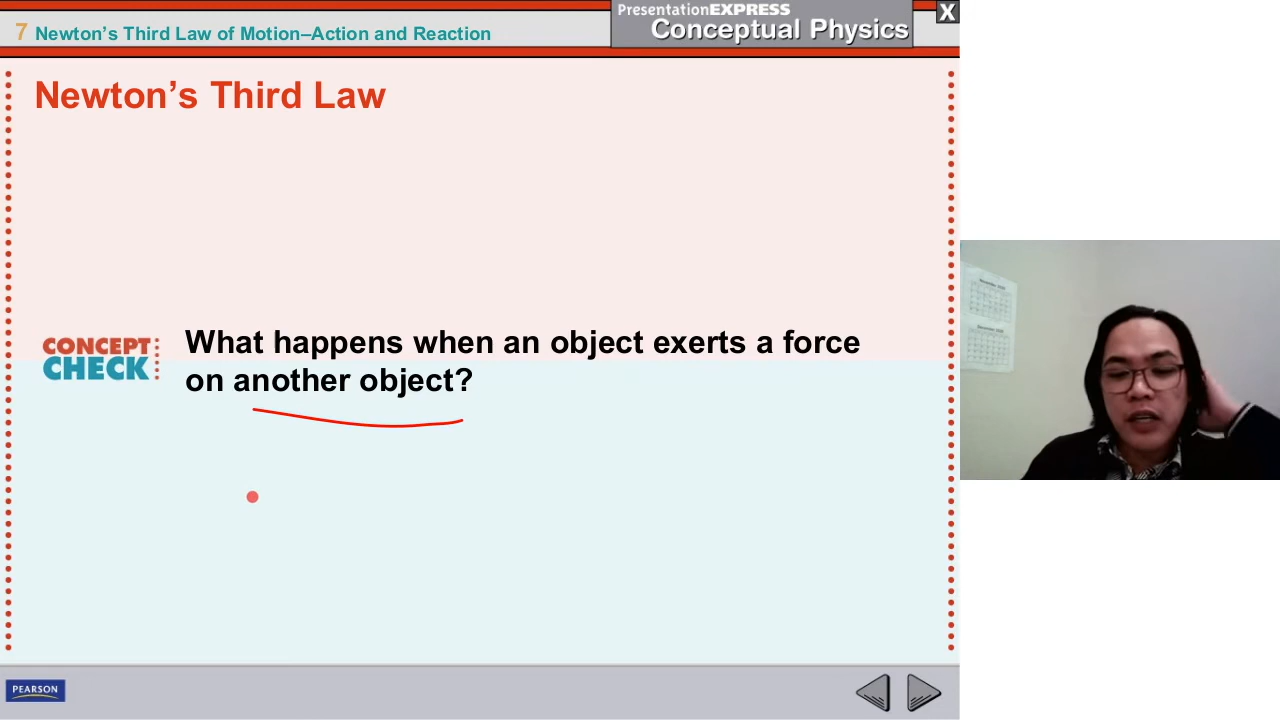 7 Newton's Third Law of Motion–Action and Reaction
PresentationEXPRESS
Conceptual Physics
X
Newton's Third Law
CONCEPT
CHECK
What happens when an object exerts a force
on another object?
PEARSON